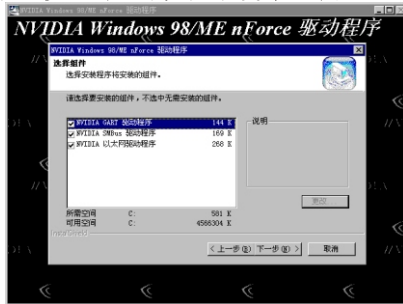 NVIDIA Windows 98/ME nForce 驱动程序
NVIDIA Windows 98/ME nForce 驱动程序
NVIDIA Windows 98/ME nForce 驱动程序
选择组件
选择安装程序将安装的组件。
请选择要安装的组件，不选中无需安装的组件。
NVIDIA GART 驱动程序 144 K
NVIDIA SMBus 驱动程序 169 K
NVIDIA 以太网驱动程序 268 K
说明
更改
所需空间 C: 581 K
可用空间 C: 4566304 K
InstallShield
< 上一步(B) 下一步(N) > 取消